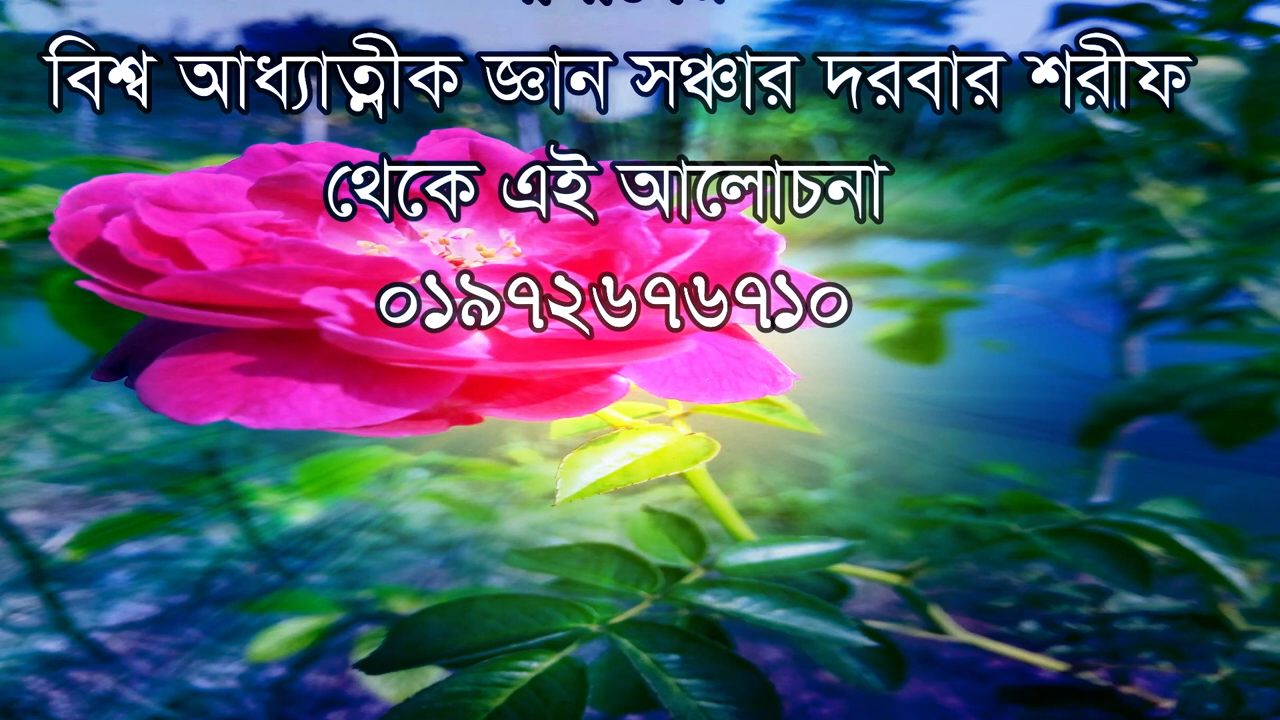 বিশ্ব আধ্যাত্নীক জ্ঞান সঞ্চার দরবার শরীফ
থেকে এই আলোচনা
০১৯৭২৬৭৬৭১০